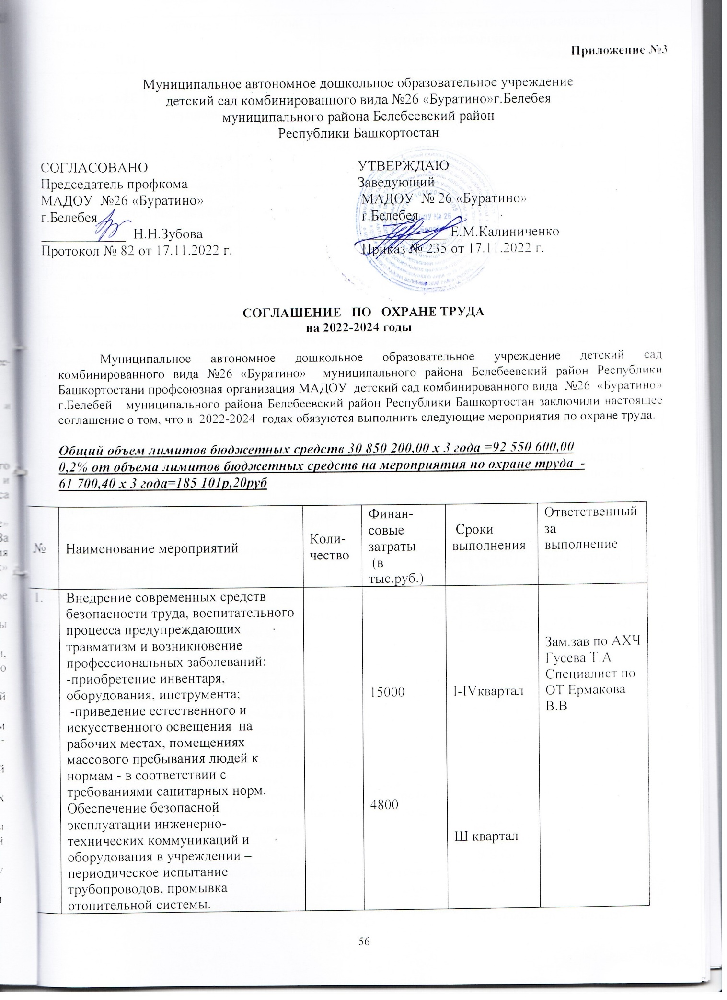 Приложение №3
Муниципальное автономное дошкольное образовательное учреждение
детский сад комбинированного вида №26 «Буратино»г.Белебея
муниципального района Белебеевский район
Республики Башкортостан
СОГЛАСОВАНО
Председатель профкома
МАДОУ №26 «Буратино»
г.Белебея
____________ Н.Н.Зубова
Протокол № 82 от 17.11.2022 г.
УТВЕРЖДАЮ
Заведующий
МАДОУ № 26 «Буратино»
г.Белебея
____________ Е.М.Калиниченко
Приказ № 235 от 17.11.2022 г.
СОГЛАШЕНИЕ ПО ОХРАНЕ ТРУДА
на 2022-2024 годы
Муниципальное автономное дошкольное образовательное учреждение детский сад
комбинированного вида №26 «Буратино» муниципального района Белебеевский район Республики
Башкортостани профсоюзная организация МАДОУ детский сад комбинированного вида №26 «Буратино»
г.Белебей муниципального района Белебеевский район Республики Башкортостан заключили настоящее
соглашение о том, что в 2022-2024 годах обязуются выполнить следующие мероприятия по охране труда.
Общий объем лимитов бюджетных средств 30 850 200,00 х 3 года =92 550 600,00
0,2% от объема лимитов бюджетных средств на мероприятия по охране труда -
61 700,40 х 3 года=185 101р,20руб
№
Наименование мероприятий
Коли-
чество
Финан-
совые
затраты
(в
тыс.руб.)
Сроки
выполнения
Ответственный
за
выполнение
1.
Внедрение современных средств
безопасности труда, воспитательного
процесса предупреждающих
травматизм и возникновение
профессиональных заболеваний:
-приобретение инвентаря,
оборудования, инструмента;
-приведение естественного и
искусственного освещения на
рабочих местах, помещениях
массового пребывания людей к
нормам - в соответствии с
требованиями санитарных норм.
Обеспечение безопасной
эксплуатации инженерно-
технических коммуникаций и
оборудования в учреждении –
периодическое испытание
трубопроводов, промывка
отопительной системы.
15000
4800
I-IVквартал
Ш квартал
Зам.зав по АХЧ
Гусева Т.А
Специалист по
ОТ Ермакова
В.В
56